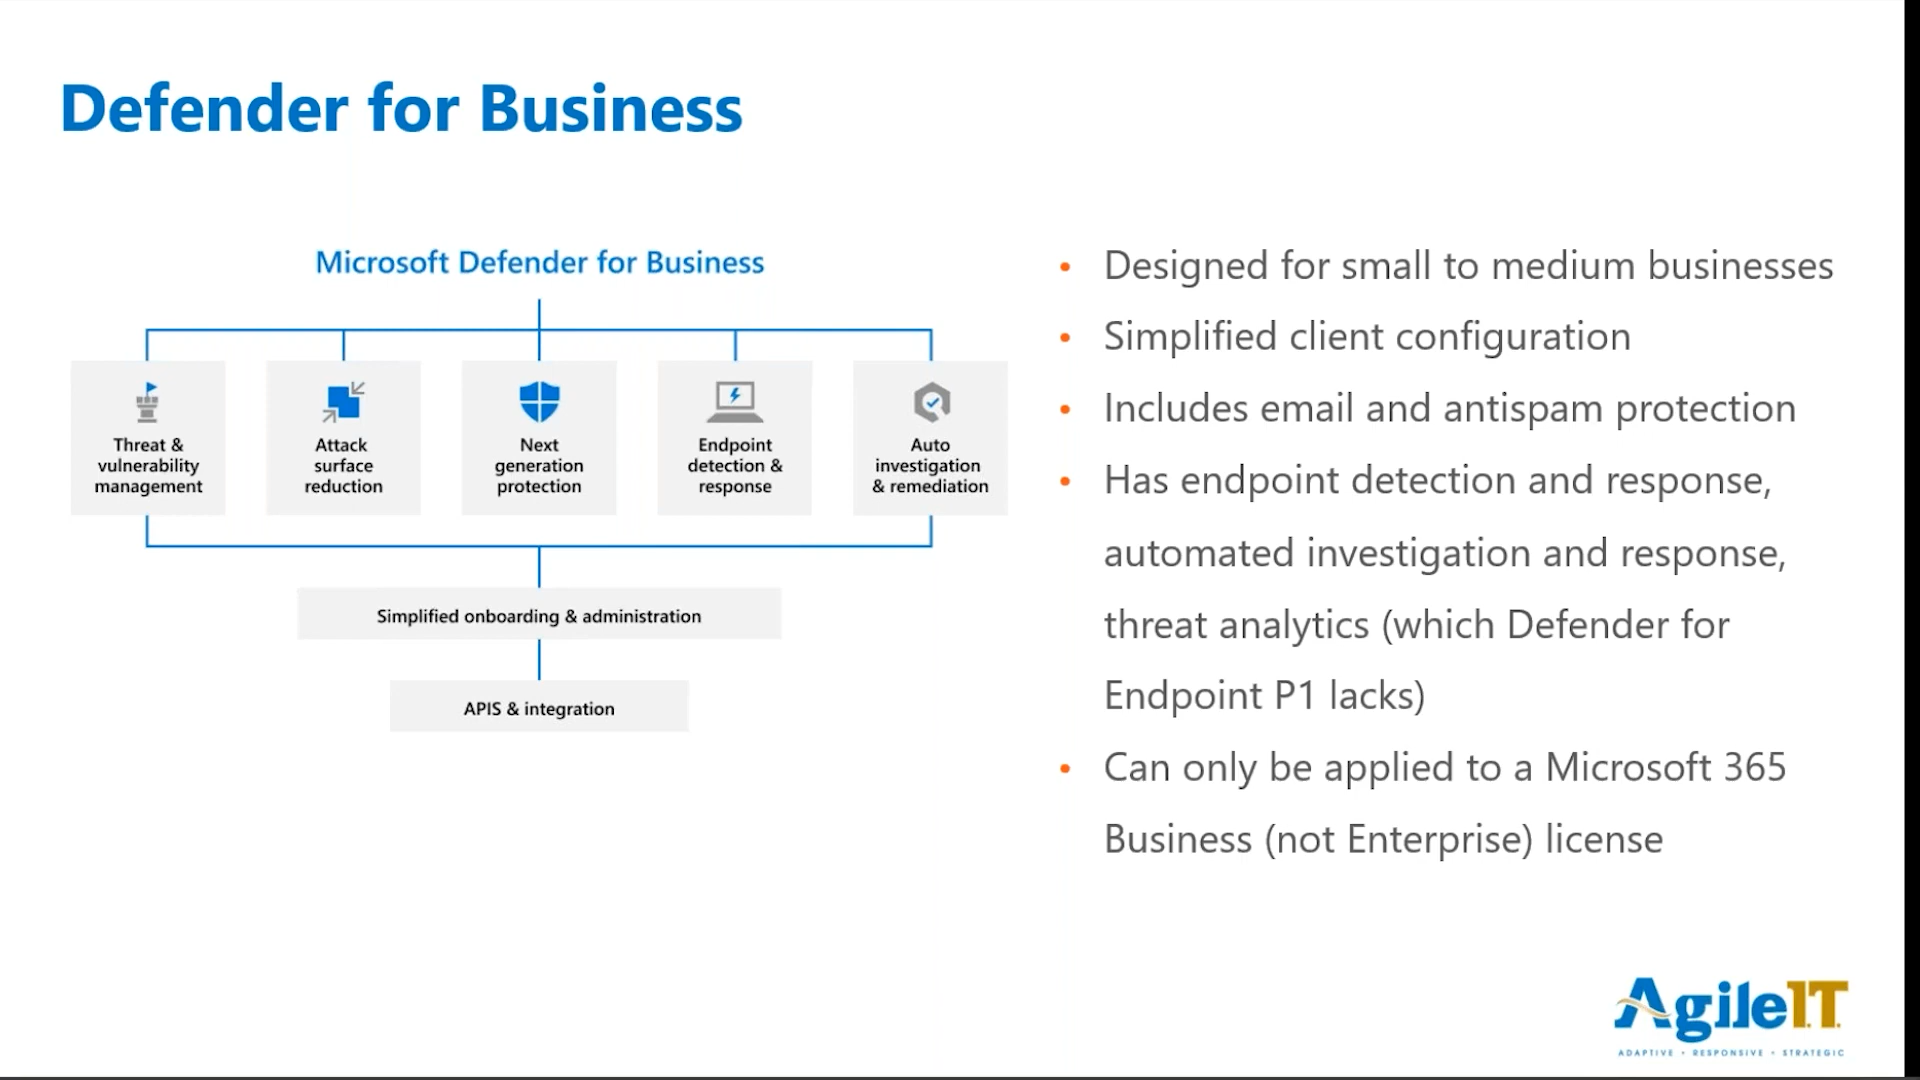 Defender for Business
Microsoft Defender for Business
Threat &
vulnerability
management
Attack
surface
reduction
Next
generation
protection
Endpoint
detection &
response
Auto
investigation
& remediation
Simplified onboarding & administration
APIS & integration
• Designed for small to medium businesses
• Simplified client configuration
• Includes email and antispam protection
• Has endpoint detection and response,
automated investigation and response,
threat analytics (which Defender for
Endpoint P1 lacks)
• Can only be applied to a Microsoft 365
Business (not Enterprise) license
AgileIT
ADAPTIVE • RESPONSIVE • STRATEGIC